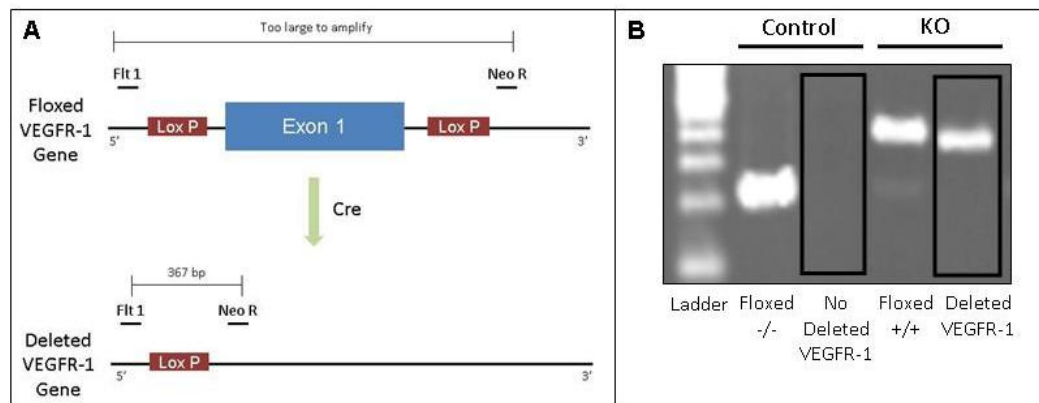 A
Too large to amplify
Flt 1
Neo R
Floxed
VEGFR-1
Gene
Lox P
Exon 1
Lox P
5’
3’
Cre
367 bp
Flt 1
Neo R
Deleted
VEGFR-1
Gene
Lox P
5’
3’
B
Control
KO
Ladder
Floxed
-/-
No
Deleted
VEGFR-1
Floxed
+/+
Deleted
VEGFR-1